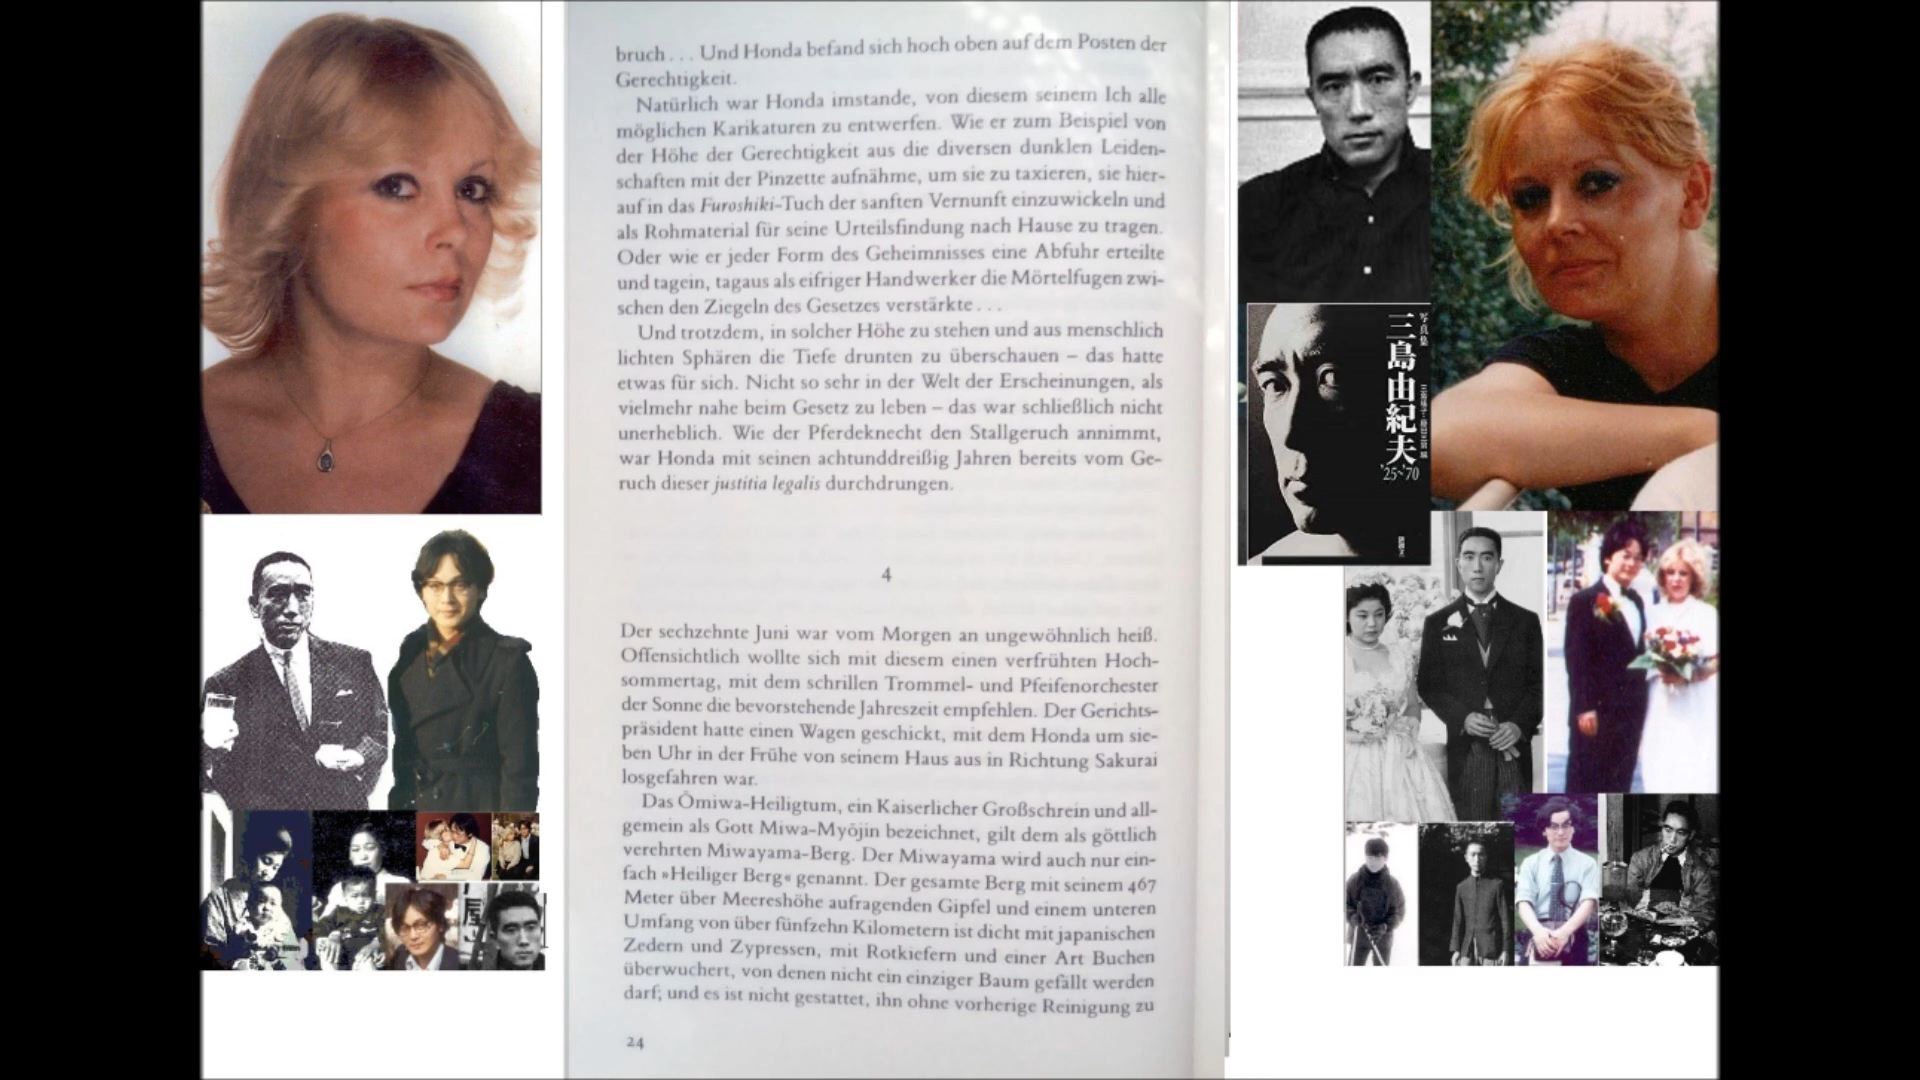 bruch . . . Und Honda befand sich hoch oben auf dem Posten der
Gerechtigkeit.
Natürlich war Honda imstande, von diesem seinem Ich alle
möglichen Karikaturen zu entwerfen. Wie er zum Beispiel von
der Höhe der Gerechtigkeit aus die diversen dunklen Leiden-
schaften mit der Pinzette aufnähme, um sie zu taxieren, sie hier-
auf in das Furoshiki-Tuch der sanften Vernunft einzuwickeln und
als Rohmaterial für seine Urteilsfindung nach Hause zu tragen.
Oder wie er jeder Form des Geheimnisses eine Abfuhr erteilte
und tagein, tagaus als eifriger Handwerker die Mörtelfugen zwi-
schen den Ziegeln des Gesetzes verstärkte . . .
Und trotzdem, in solcher Höhe zu stehen und aus menschlich
lichten Sphären die Tiefe drunten zu überschauen – das hatte
etwas für sich. Nicht so sehr in der Welt der Erscheinungen, als
vielmehr nahe beim Gesetz zu leben – das war schließlich nicht
unerheblich. Wie der Pferdeknecht den Stallgeruch annimmt,
war Honda mit seinen achtunddreißig Jahren bereits vom Ge-
ruch dieser justitia legalis durchdrungen.
4
Der sechzehnte Juni war vom Morgen an ungewöhnlich heiß.
Offensichtlich wollte sich mit diesem einen verfrühten Hoch-
sommertag, mit dem schrillen Trommel- und Pfeifenorchester
der Sonne die bevorstehende Jahreszeit empfehlen. Der Gerichts-
präsident hatte einen Wagen geschickt, mit dem Honda um sie-
ben Uhr in der Frühe von seinem Haus aus in Richtung Sakurai
losgefahren war.
Das Ômiwa-Heiligtum, ein Kaiserlicher Großschrein und all-
gemein als Gott Miwa-Myōjin bezeichnet, gilt dem als göttlich
verehrten Miwayama-Berg. Der Miwayama wird auch nur ein-
fach »Heiliger Berg« genannt. Der gesamte Berg mit seinem 467
Meter über Meereshöhe aufragenden Gipfel und einem unteren
Umfang von über fünfzehn Kilometern ist dicht mit japanischen
Zedern und Zypressen, mit Rotkiefern und einer Art Buchen
überwuchert, von denen nicht ein einziger Baum gefällt werden
darf; und es ist nicht gestattet, ihn ohne vorherige Reinigung zu
24
写真集
三島由紀夫
'25~'70